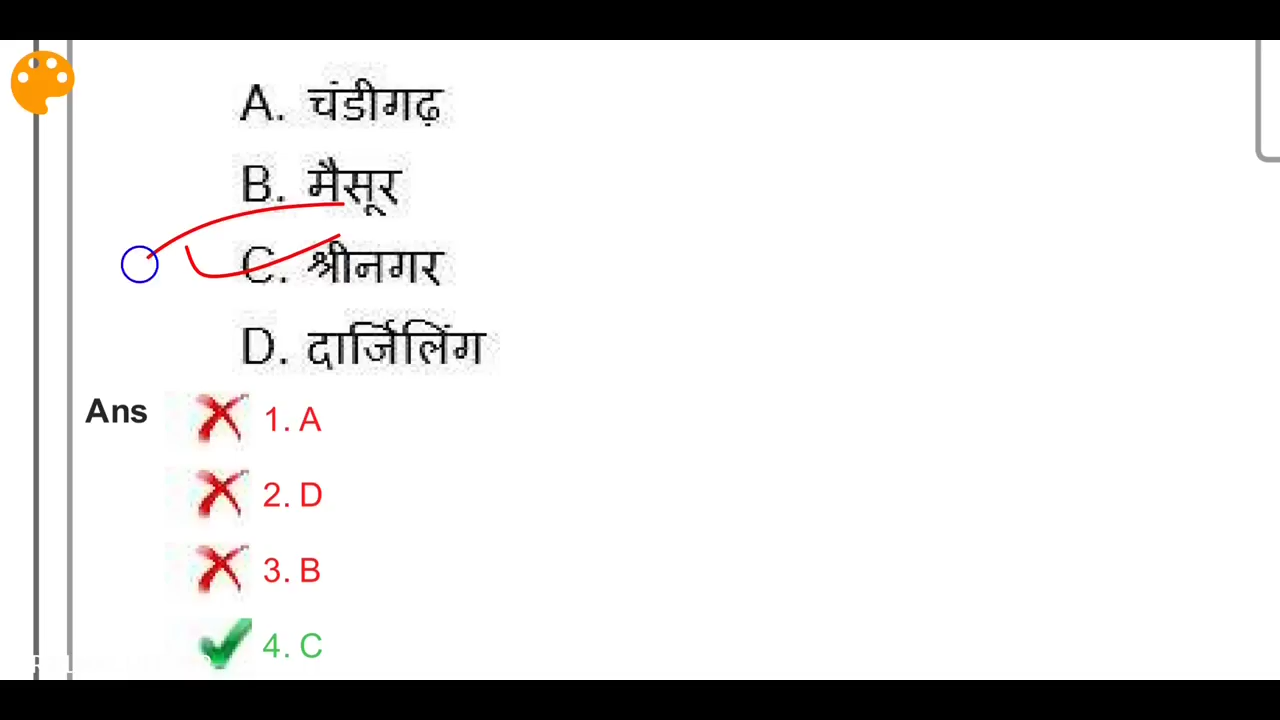 A. चंडीगढ़
B. मैसूर
C. श्रीनगर
D. दार्जिलिंग
Ans
1. A
2. D
3. B
4. C